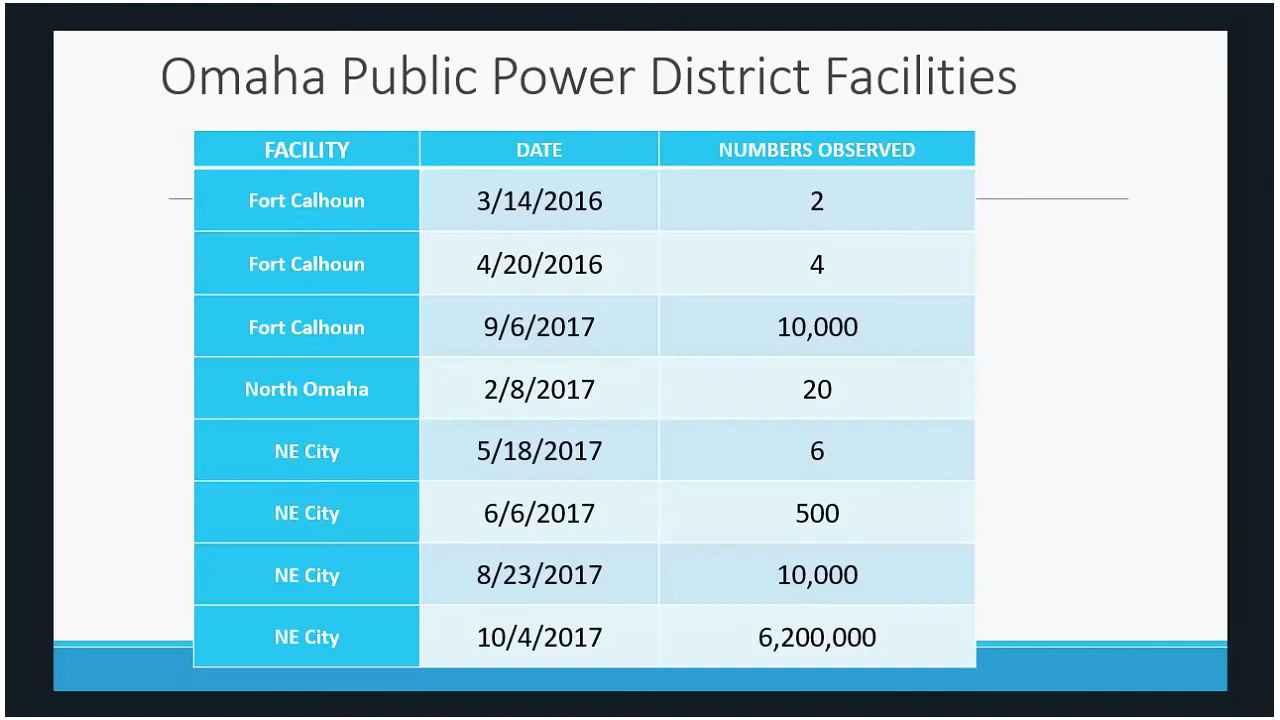 Omaha Public Power District Facilities
FACILITY DATE NUMBERS OBSERVED
Fort Calhoun 3/14/2016 2
Fort Calhoun 4/20/2016 4
Fort Calhoun 9/6/2017 10,000
North Omaha 2/8/2017 20
NE City 5/18/2017 6
NE City 6/6/2017 500
NE City 8/23/2017 10,000
NE City 10/4/2017 6,200,000